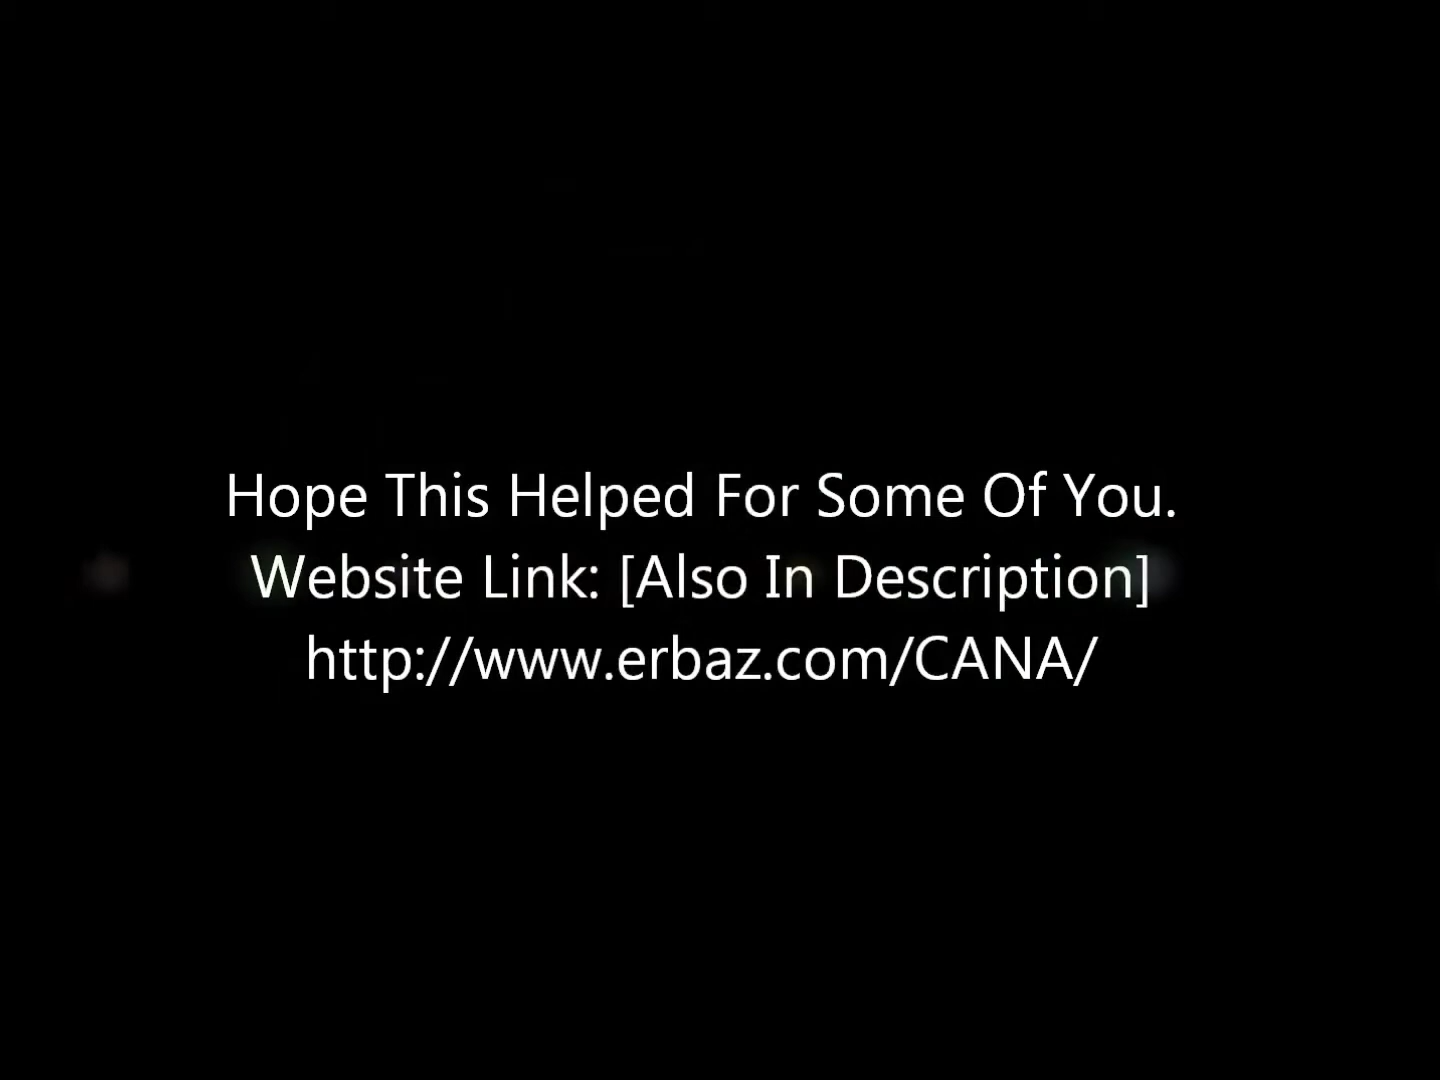 Hope This Helped For Some Of You.
Website Link: [Also In Description]
http://www.erbaz.com/CANA/